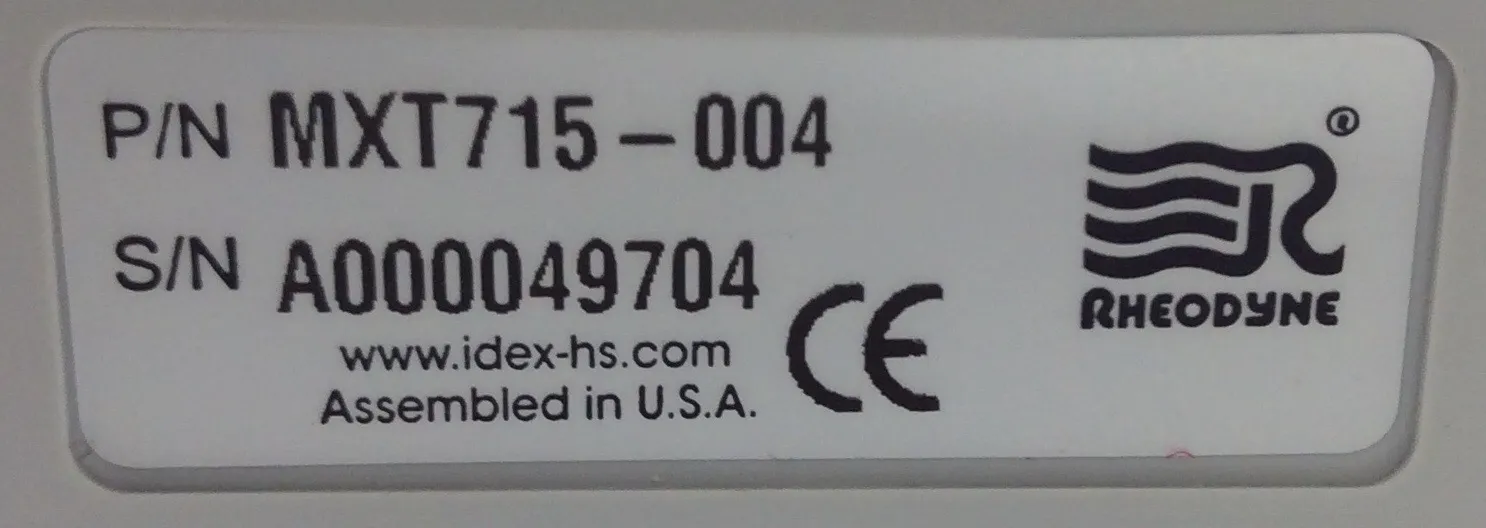 P/N MXT715-004
S/N A000049704
www.idex-hs.com
Assembled in U.S.A.
CE
R®
RHEODYNE